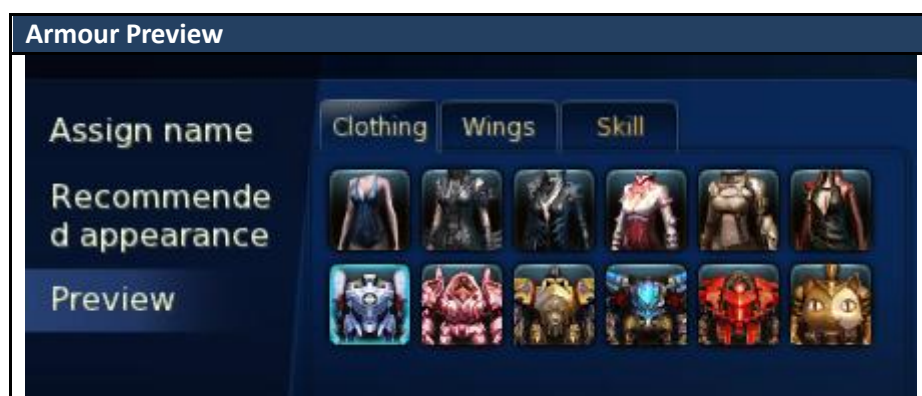 Armour Preview
Assign name
Clothing Wings Skill
Recommende
d appearance
Preview